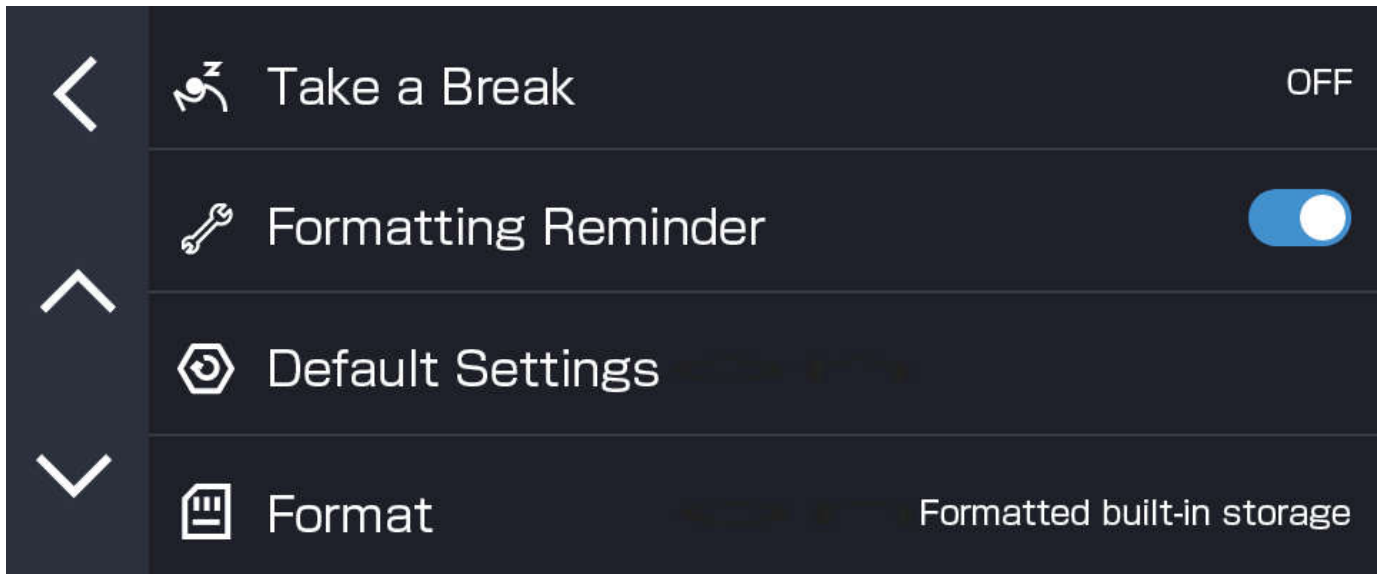 Take a Break OFF
Formatting Reminder
Default Settings
Format Formatted built-in storage